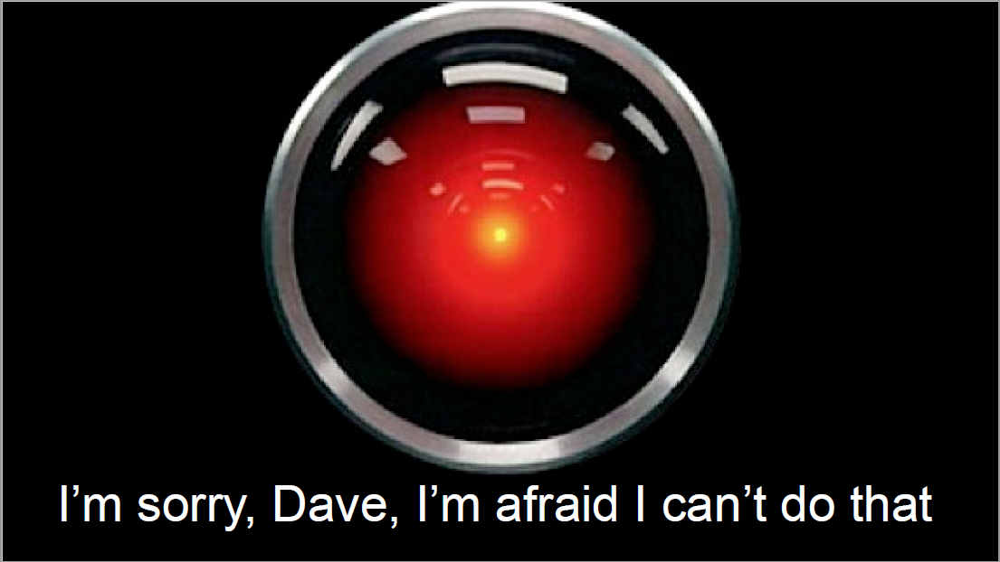 I’m sorry, Dave, I’m afraid I can’t do that